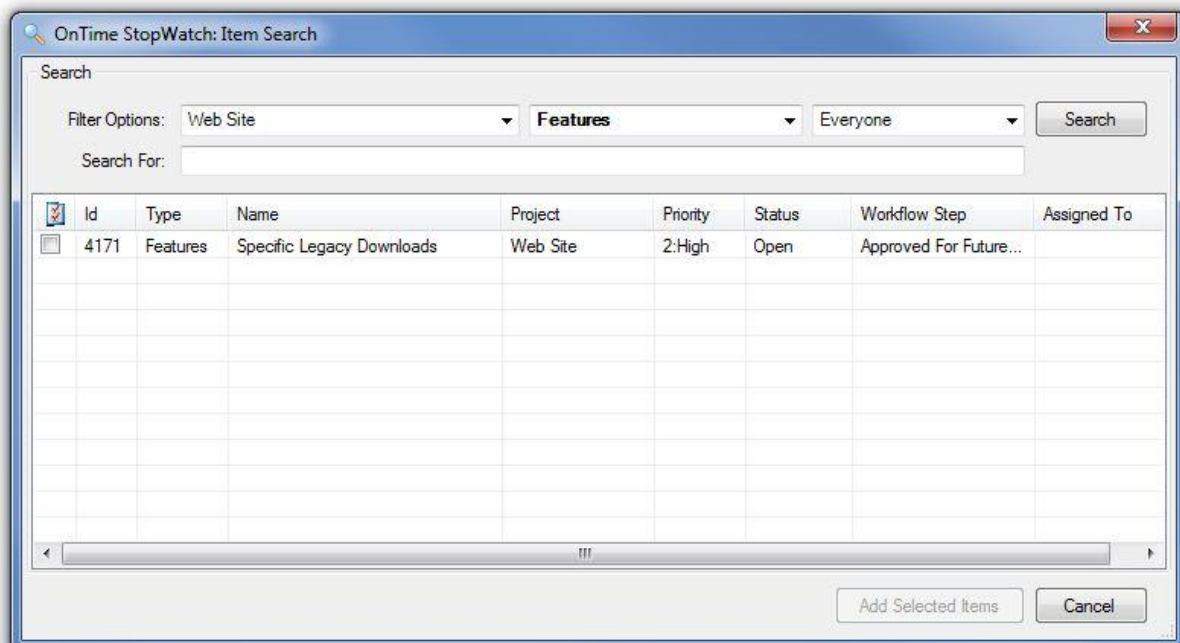 OnTime StopWatch: Item Search
Search
Filter Options: Web Site Features Everyone Search
Search For:
Id Type Name Project Priority Status Workflow Step Assigned To
4171 Features Specific Legacy Downloads Web Site 2:High Open Approved For Future...
Add Selected Items Cancel